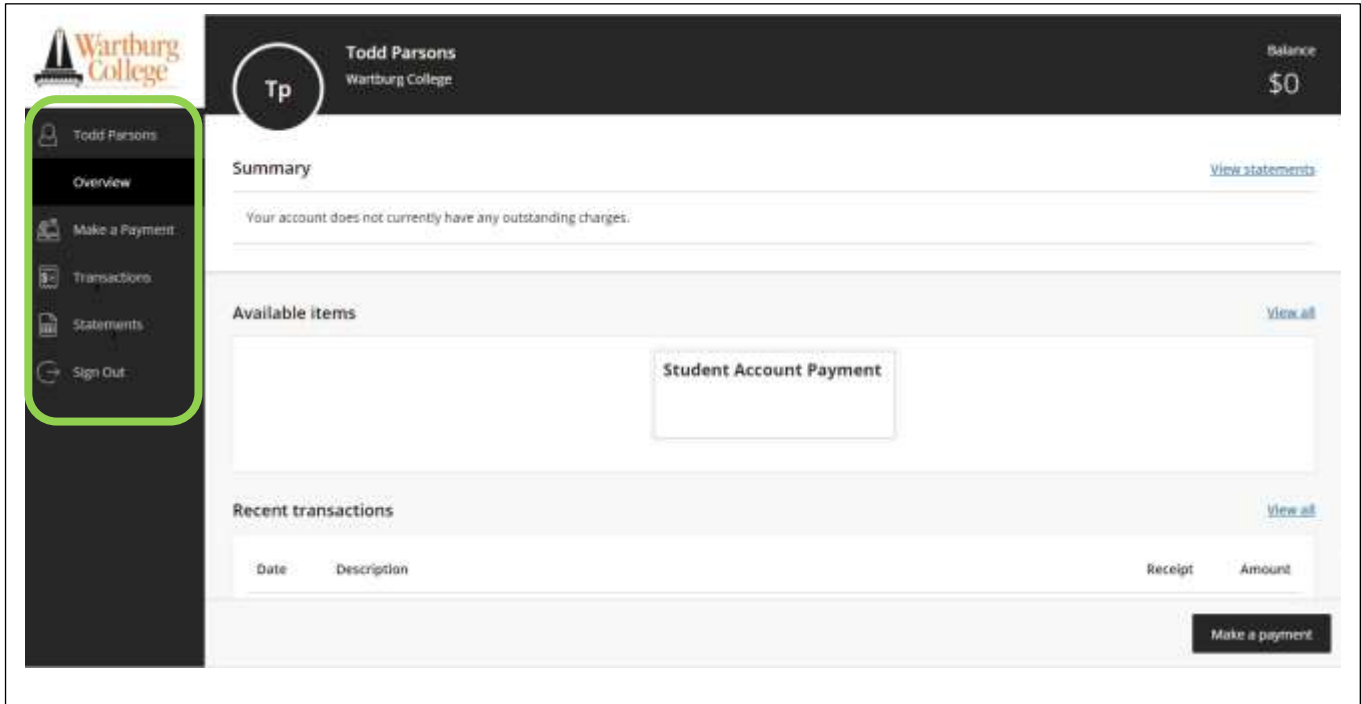 Wartburg
College
Todd Parsons
Overview
Make a Payment
Transactions
Statements
Sign Out
Tp
Todd Parsons
Wartburg College
Balance
$0
Summary
View statements
Your account does not currently have any outstanding charges.
Available items
View all
Student Account Payment
Recent transactions
View all
Date Description Receipt Amount
Make a payment